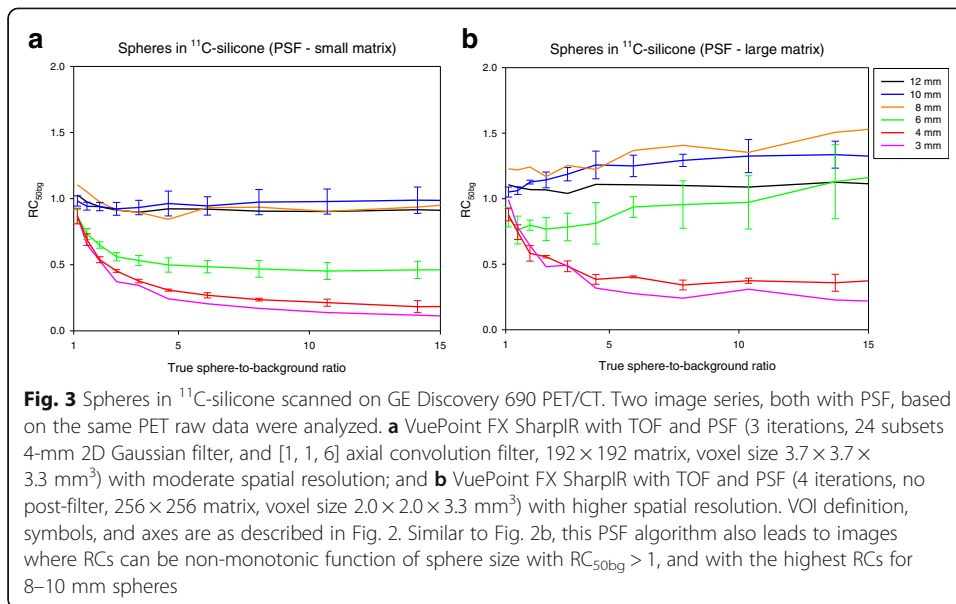 a
Spheres in ¹¹C-silicone (PSF - small matrix)
2.0
1.5
1.0
0.5
0.0
RC50bg
1
5
10
15
True sphere-to-background ratio
b
Spheres in ¹¹C-silicone (PSF - large matrix)
2.0
1.5
1.0
0.5
0.0
RC50bg
1
5
10
15
True sphere-to-background ratio
12 mm
10 mm
8 mm
6 mm
4 mm
3 mm
Fig. 3 Spheres in ¹¹C-silicone scanned on GE Discovery 690 PET/CT. Two image series, both with PSF, based
on the same PET raw data were analyzed. a VuePoint FX SharpIR with TOF and PSF (3 iterations, 24 subsets
4-mm 2D Gaussian filter, and [1, 1, 6] axial convolution filter, 192 × 192 matrix, voxel size 3.7 × 3.7 ×
3.3 mm³) with moderate spatial resolution; and b VuePoint FX SharpIR with TOF and PSF (4 iterations, no
post-filter, 256 × 256 matrix, voxel size 2.0 × 2.0 × 3.3 mm³) with higher spatial resolution. VOI definition,
symbols, and axes are as described in Fig. 2. Similar to Fig. 2b, this PSF algorithm also leads to images
where RCs can be non-monotonic function of sphere size with RC50bg > 1, and with the highest RCs for
8–10 mm spheres